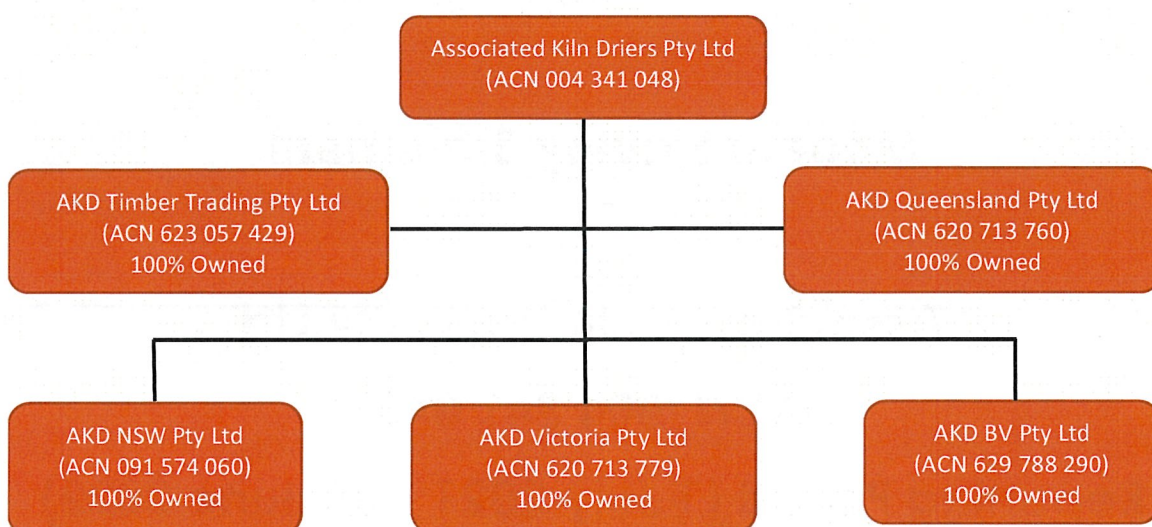 Associated Kiln Driers Pty Ltd
(ACN 004 341 048)
AKD Timber Trading Pty Ltd
(ACN 623 057 429)
100% Owned
AKD Queensland Pty Ltd
(ACN 620 713 760)
100% Owned
AKD NSW Pty Ltd
(ACN 091 574 060)
100% Owned
AKD Victoria Pty Ltd
(ACN 620 713 779)
100% Owned
AKD BV Pty Ltd
(ACN 629 788 290)
100% Owned